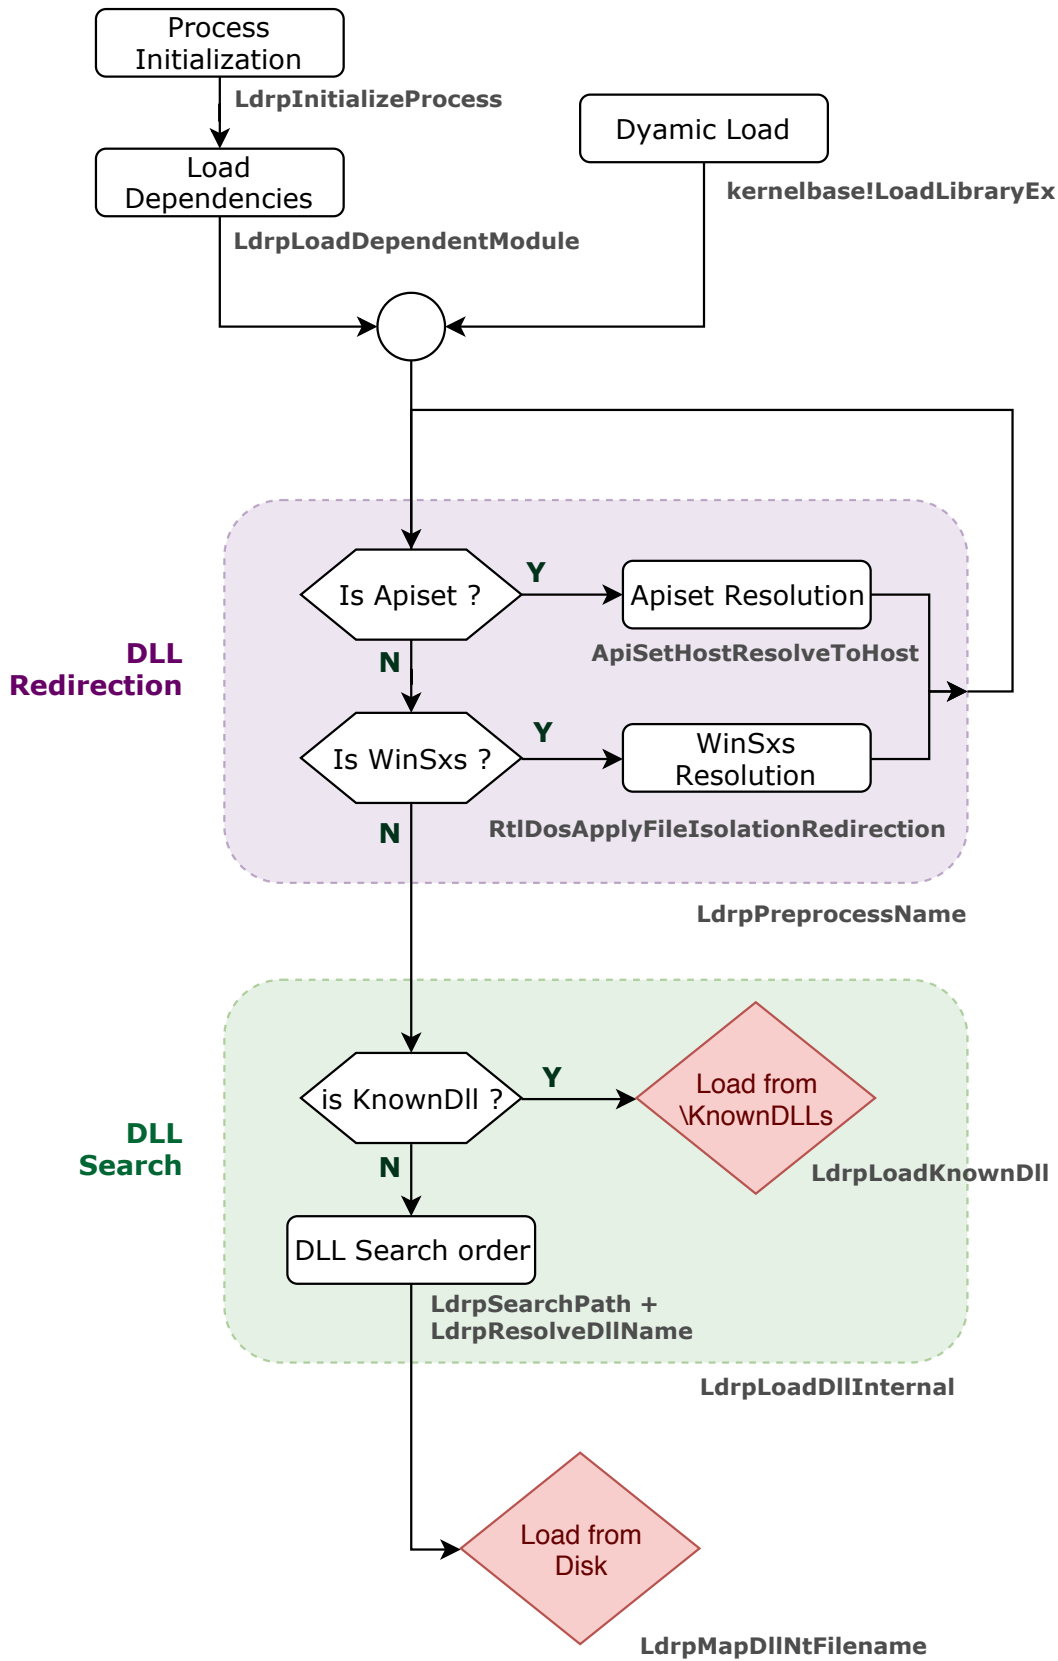 Process
Initialization
LdrpInitializeProcess
Dyamic Load
Load
Dependencies
kernelbase!LoadLibraryEx
LdrpLoadDependentModule
Is Apiset ?
Y
Apiset Resolution
ApiSetHostResolveToHost
N
DLL
Redirection
Is WinSxs ?
Y
WinSxs
Resolution
RtlDosApplyFileIsolationRedirection
N
LdrpPreprocessName
is KnownDll ?
Y
Load from
\KnownDLLs
DLL
Search
N
LdrpLoadKnownDll
DLL Search order
LdrpSearchPath +
LdrpResolveDllName
LdrpLoadDllInternal
Load from
Disk
LdrpMapDllNtFilename